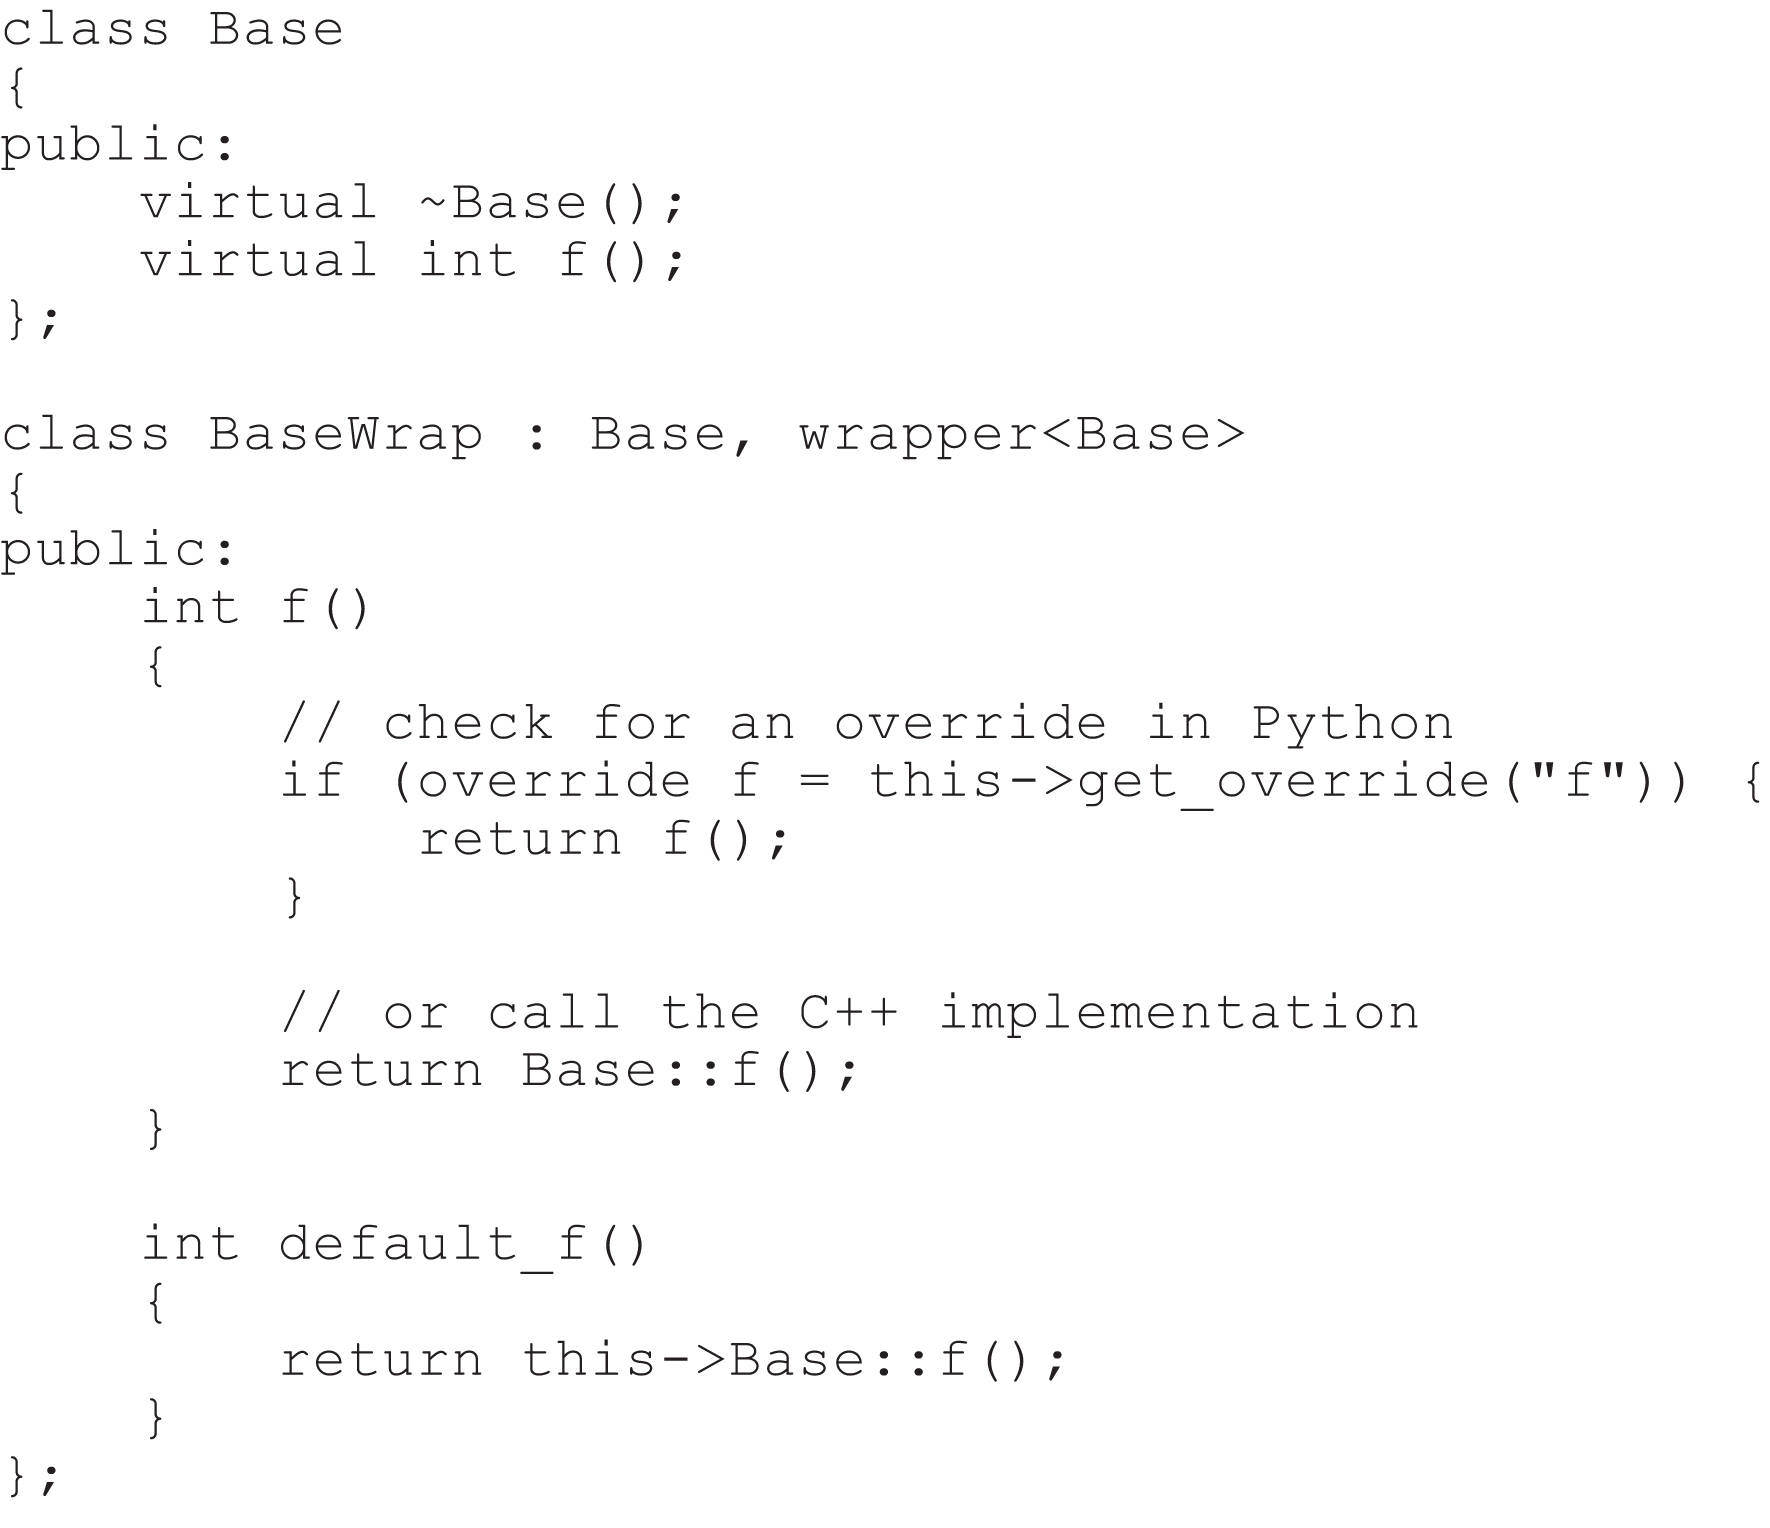 class Base
{
public:
    virtual ~Base();
    virtual int f();
};

class BaseWrap : Base, wrapper<Base>
{
public:
    int f()
    {
        // check for an override in Python
        if (override f = this->get_override("f")) {
            return f();
        }

        // or call the C++ implementation
        return Base::f();
    }

    int default_f()
    {
        return this->Base::f();
    }
};